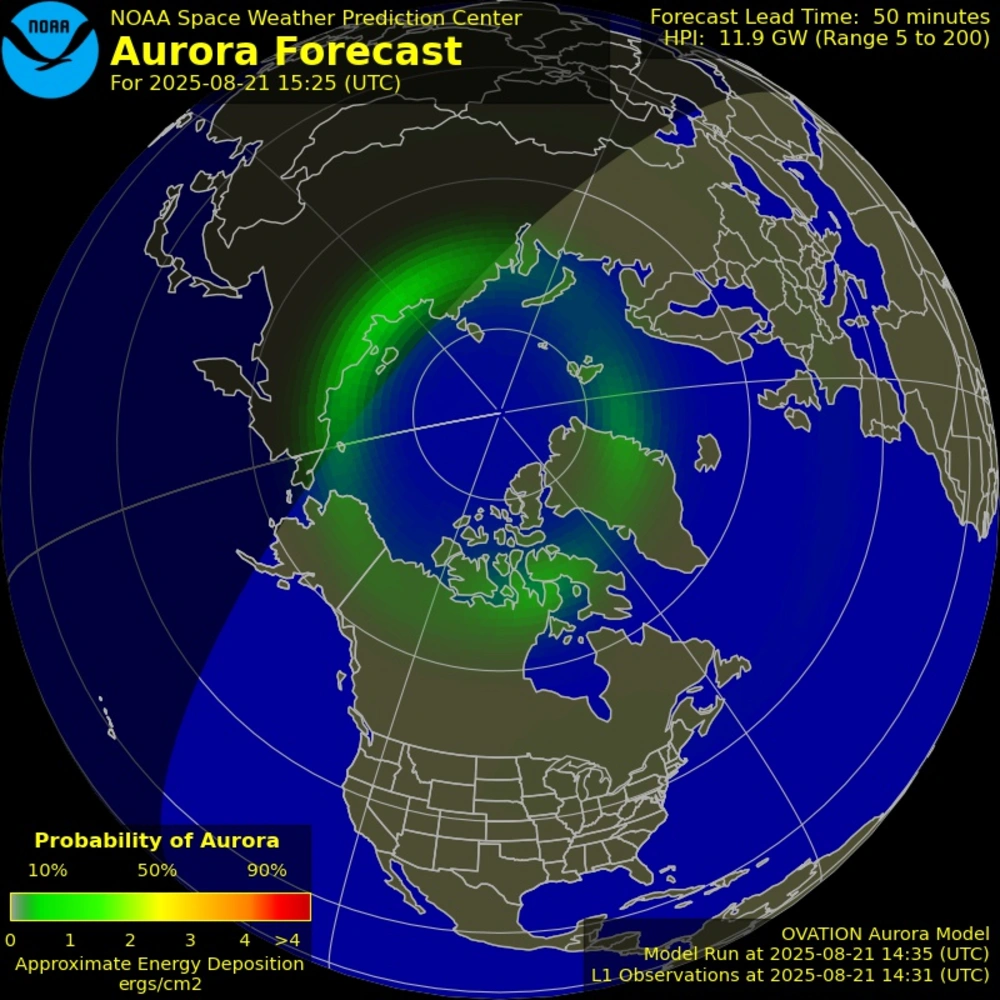 NOAA
NOAA Space Weather Prediction Center
Aurora Forecast
For 2025-08-21 15:25 (UTC)
Forecast Lead Time: 50 minutes
HPI: 11.9 GW (Range 5 to 200)
Probability of Aurora
10% 50% 90%
0 1 2 3 4 >4
Approximate Energy Deposition
ergs/cm2
OVATION Aurora Model
Model Run at 2025-08-21 14:35 (UTC)
L1 Observations at 2025-08-21 14:31 (UTC)